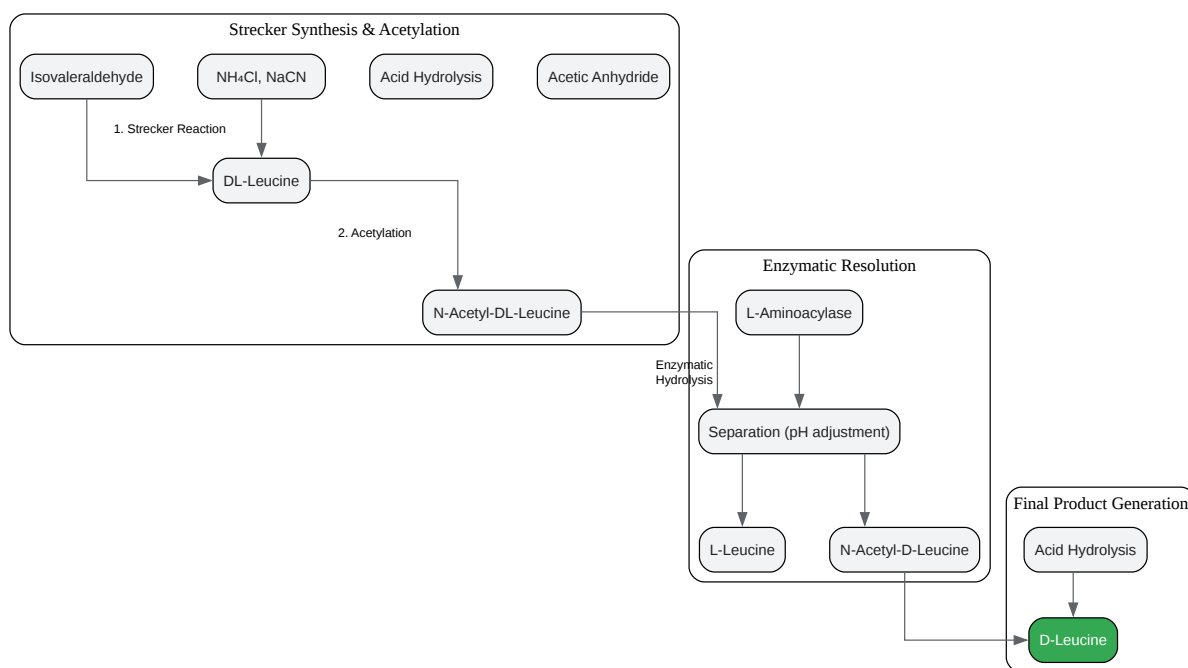 Strecker Synthesis & Acetylation
Isovaleraldehyde
NH₄Cl, NaCN
Acid Hydrolysis
Acetic Anhydride
1. Strecker Reaction
DL-Leucine
2. Acetylation
Enzymatic Resolution
N-Acetyl-DL-Leucine
L-Aminoacylase
Enzymatic
Hydrolysis
Separation (pH adjustment)
Final Product Generation
L-Leucine
N-Acetyl-D-Leucine
Acid Hydrolysis
D-Leucine